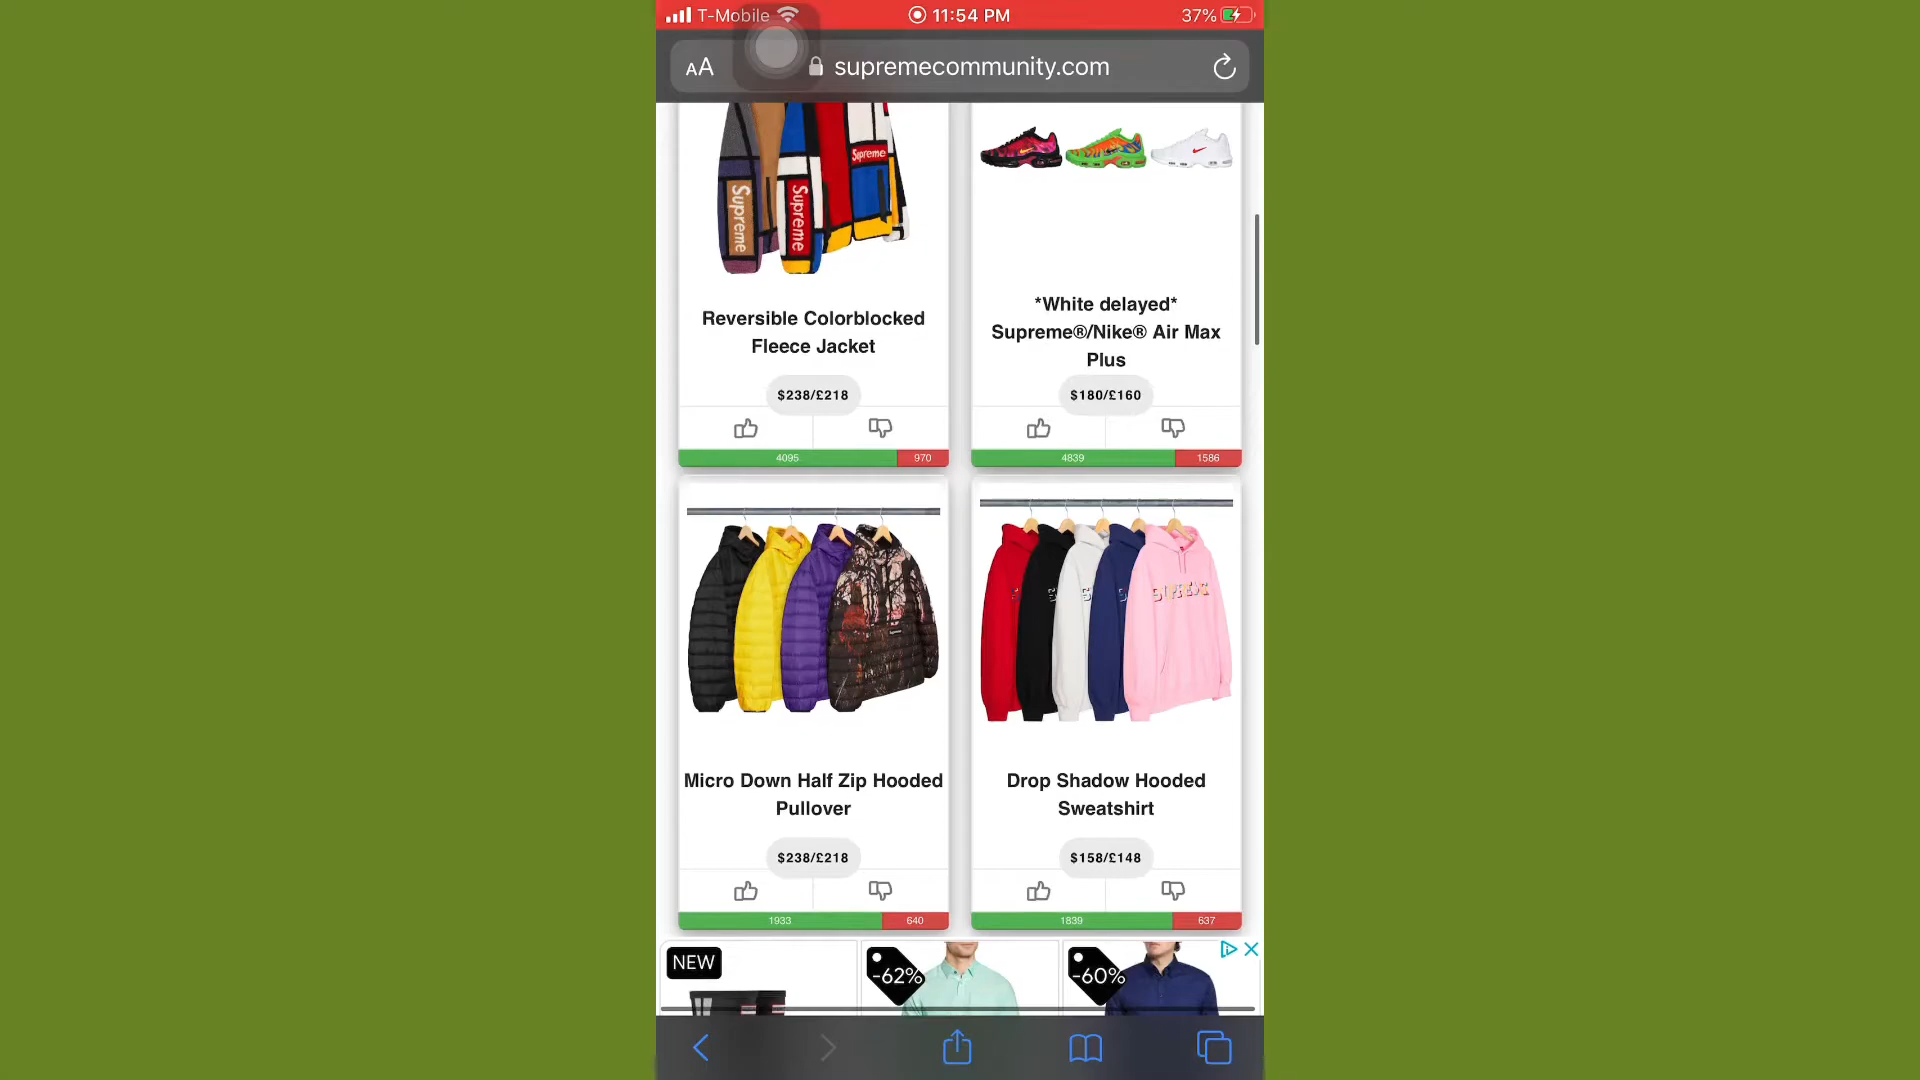 T-Mobile
11:54 PM
37%
AA
supremecommunity.com
Supreme
Supreme
Supreme
Reversible Colorblocked
Fleece Jacket
$238/£218
4095
970
*White delayed*
Supreme®/Nike® Air Max
Plus
$180/£160
4839
1586
Micro Down Half Zip Hooded
Pullover
$238/£218
1933
640
SUPREME
Drop Shadow Hooded
Sweatshirt
$158/£148
1839
637
NEW
-62%
-60%